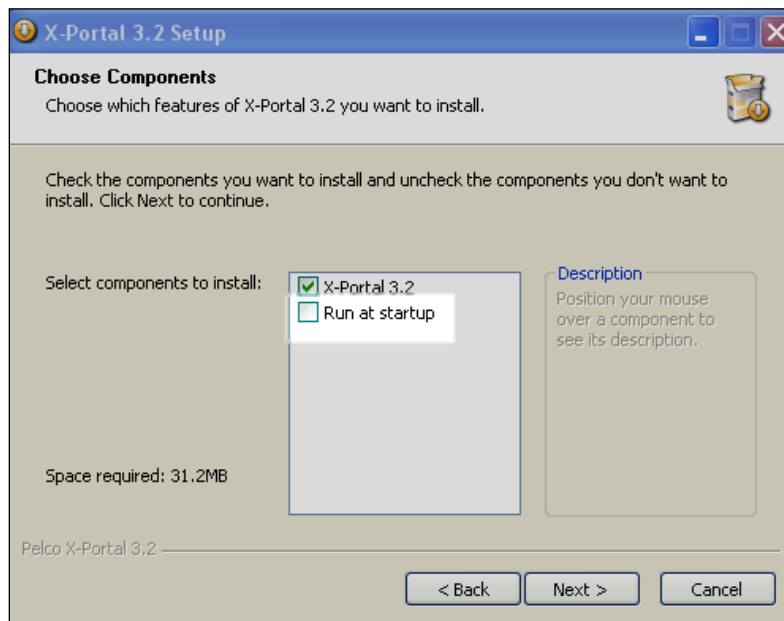 X-Portal 3.2 Setup
Choose Components
Choose which features of X-Portal 3.2 you want to install.
Check the components you want to install and uncheck the components you don't want to
install. Click Next to continue.
Select components to install:
X-Portal 3.2
Run at startup
Description
Position your mouse
over a component to
see its description.
Space required: 31.2MB
Pelco X-Portal 3.2
< Back
Next >
Cancel